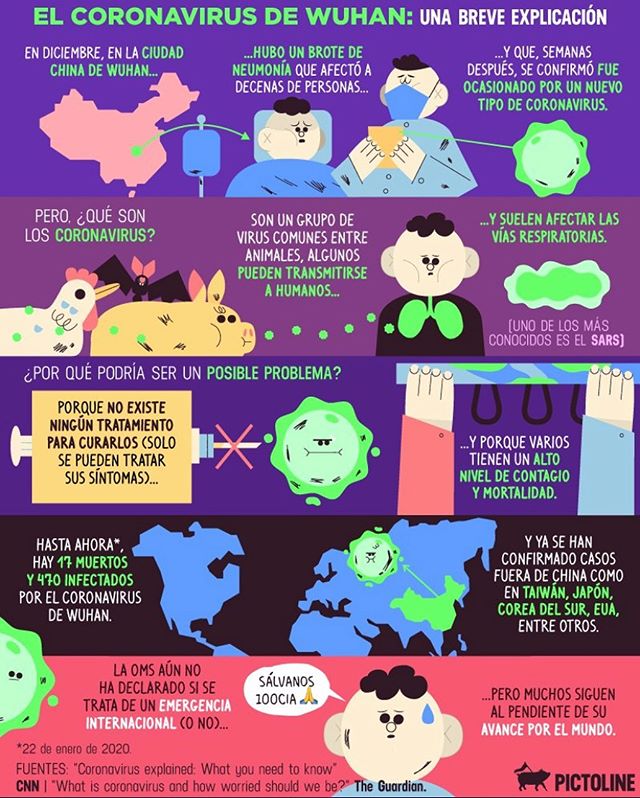 EL CORONAVIRUS DE WUHAN: UNA BREVE EXPLICACIÓN
EN DICIEMBRE, EN LA CIUDAD
CHINA DE WUHAN...
...HUBO UN BROTE DE
NEUMONÍA QUE AFECTÓ A
DECENAS DE PERSONAS...
...Y QUE, SEMANAS
DESPUÉS, SE CONFIRMÓ FUE
OCASIONADO POR UN NUEVO
TIPO DE CORONAVIRUS.
PERO, ¿QUÉ SON
LOS CORONAVIRUS?
SON UN GRUPO DE
VIRUS COMUNES ENTRE
ANIMALES, ALGUNOS
PUEDEN TRANSMITIRSE
A HUMANOS...
...Y SUELEN AFECTAR LAS
VÍAS RESPIRATORIAS.
[UNO DE LOS MÁS
CONOCIDOS ES EL SARS]
¿POR QUÉ PODRÍA SER UN POSIBLE PROBLEMA?
PORQUE NO EXISTE
NINGÚN TRATAMIENTO
PARA CURARLOS (SOLO
SE PUEDEN TRATAR
SUS SÍNTOMAS)...
...Y PORQUE VARIOS
TIENEN UN ALTO
NIVEL DE CONTAGIO
Y MORTALIDAD.
HASTA AHORA*,
HAY 17 MUERTOS
Y 470 INFECTADOS
POR EL CORONAVIRUS
DE WUHAN.
Y YA SE HAN
CONFIRMADO CASOS
FUERA DE CHINA COMO
EN TAIWÁN, JAPÓN,
COREA DEL SUR, EUA,
ENTRE OTROS.
LA OMS AÚN NO
HA DECLARADO SI SE
TRATA DE UN EMERGENCIA
INTERNACIONAL (O NO)...
SÁLVANOS
100CIA 🙏
...PERO MUCHOS SIGUEN
AL PENDIENTE DE SU
AVANCE POR EL MUNDO.
*22 de enero de 2020.
FUENTES: "Coronavirus explained: What you need to know"
CNN | "What is coronavirus and how worried should we be?" The Guardian.
PICTOLINE